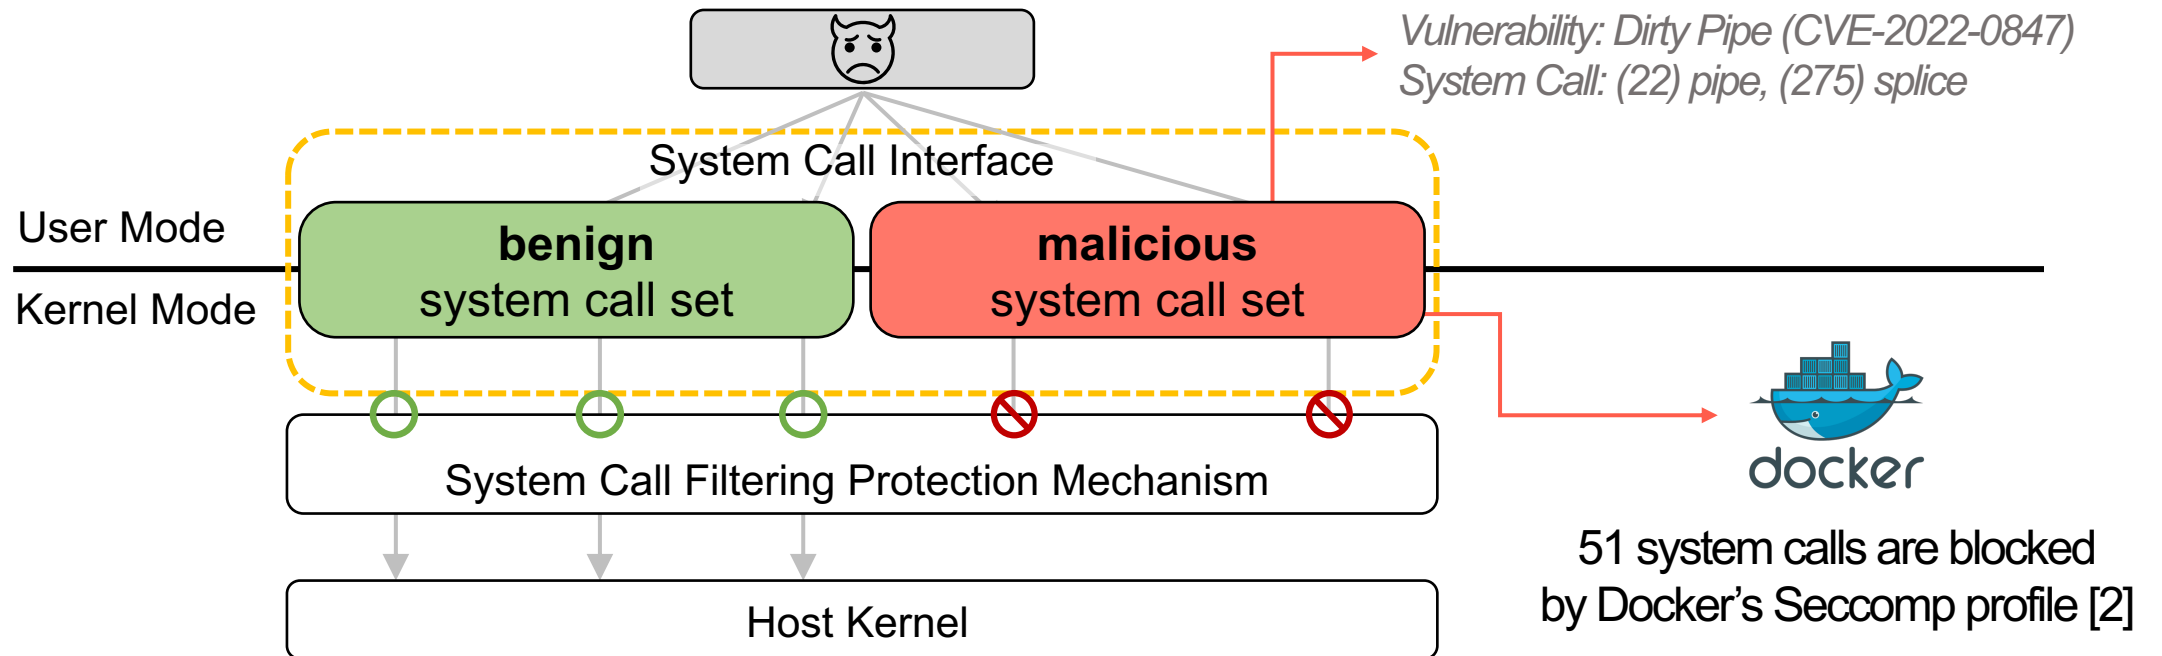 Vulnerability: Dirty Pipe (CVE-2022-0847)
System Call: (22) pipe, (275) splice
System Call Interface
User Mode
Kernel Mode
benign
system call set
malicious
system call set
System Call Filtering Protection Mechanism
docker
51 system calls are blocked
by Docker’s Seccomp profile [2]
Host Kernel